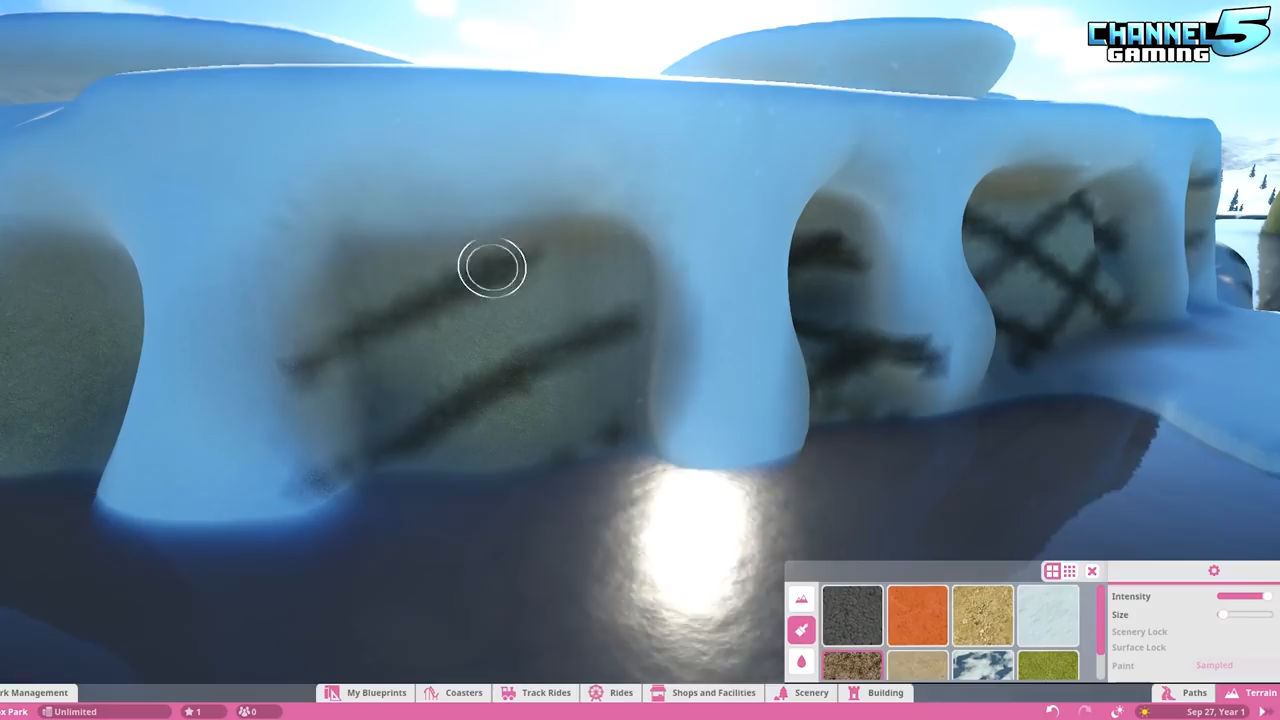 CHANNEL 5
GAMING
Intensity
Size
Scenery Lock
Surface Lock
Paint Sampled
rk Management
My Blueprints
Coasters
Track Rides
Rides
Shops and Facilities
Scenery
Building
Paths
Terrain
ox Park
Unlimited
1
0
Sep 27, Year 1